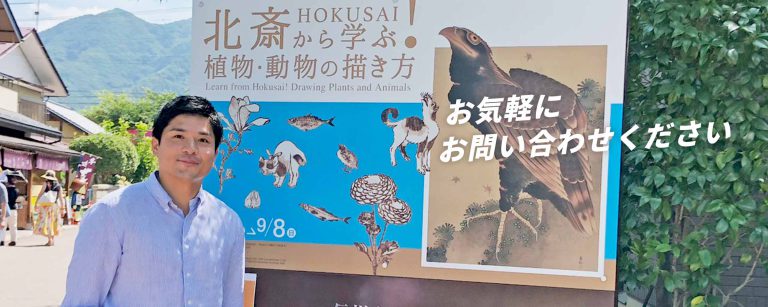 北斎 HOKUSAI
から学ぶ!
植物・動物の描き方
Learn from Hokusai! Drawing Plants and Animals
9/8日
お気軽に
お問い合わせください